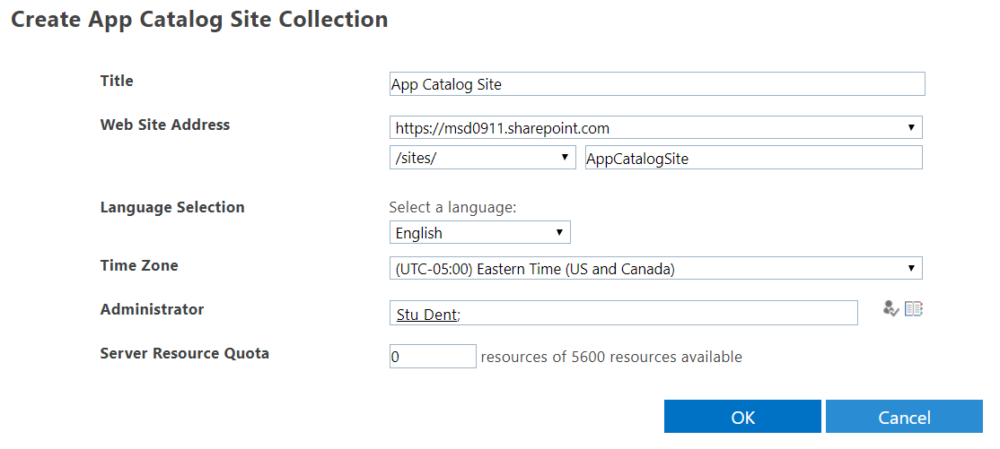 Create App Catalog Site Collection
Title
App Catalog Site
Web Site Address
https://msd0911.sharepoint.com
/sites/ AppCatalogSite
Language Selection
Select a language:
English
Time Zone
(UTC-05:00) Eastern Time (US and Canada)
Administrator
Stu Dent;
Server Resource Quota
0 resources of 5600 resources available
OK Cancel